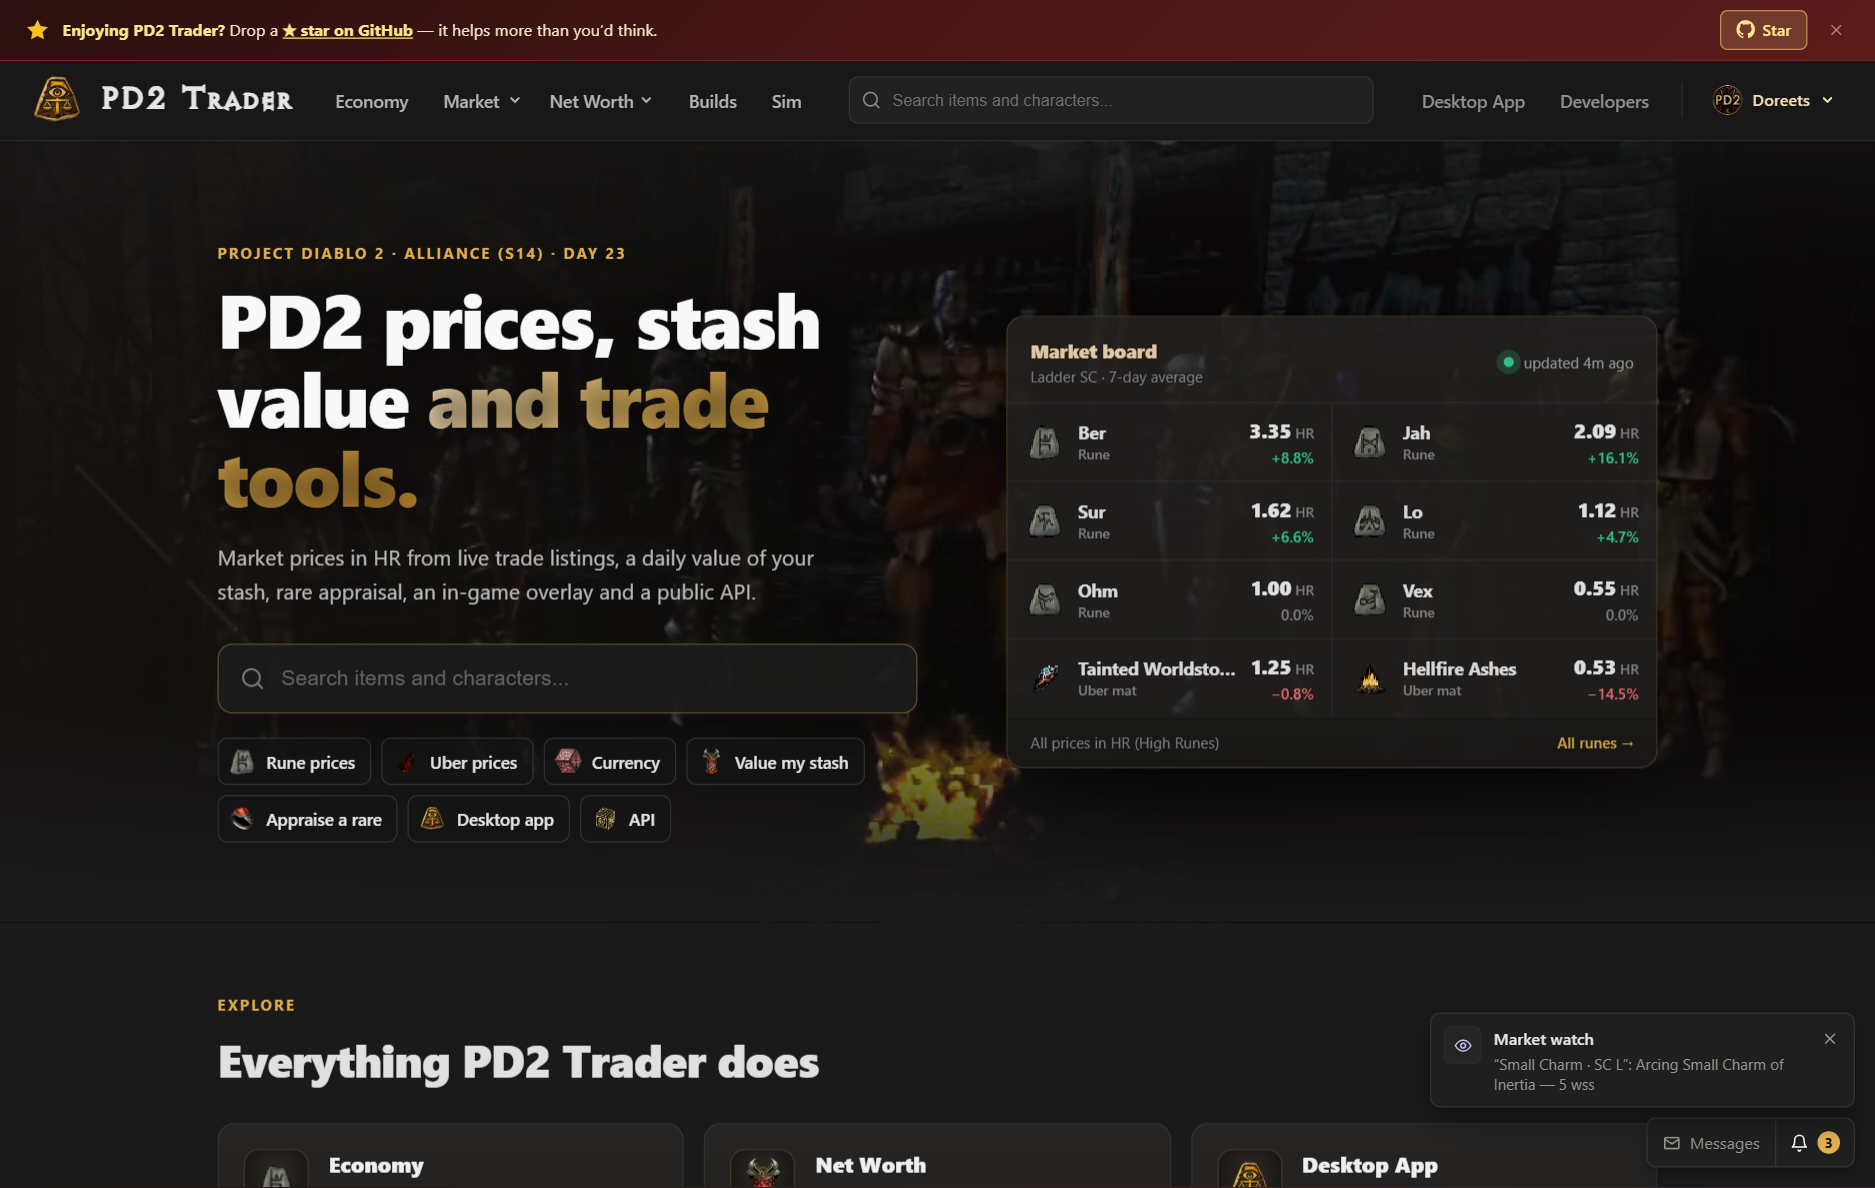 Enjoying PD2 Trader? Drop a ★ star on GitHub — it helps more than you'd think.
Star
PD2 Trader
Economy
Market
Net Worth
Builds
Sim
Search items and characters...
Desktop App
Developers
PD2
Doreets
PROJECT DIABLO 2 · ALLIANCE (S14) · DAY 23
PD2 prices, stash
value and trade
tools.
Market prices in HR from live trade listings, a daily value of your
stash, rare appraisal, an in-game overlay and a public API.
Search items and characters...
Rune prices
Uber prices
Currency
Value my stash
Appraise a rare
Desktop app
API
Market board
Ladder SC · 7-day average
updated 4m ago
Ber
Rune
3.35 HR
+8.8%
Jah
Rune
2.09 HR
+16.1%
Sur
Rune
1.62 HR
+6.6%
Lo
Rune
1.12 HR
+4.7%
Ohm
Rune
1.00 HR
0.0%
Vex
Rune
0.55 HR
0.0%
Tainted Worldsto...
Uber mat
1.25 HR
−0.8%
Hellfire Ashes
Uber mat
0.53 HR
−14.5%
All prices in HR (High Runes)
All runes →
EXPLORE
Everything PD2 Trader does
Economy
Net Worth
Desktop App
Market watch
“Small Charm · SC L”: Arcing Small Charm of
Inertia — 5 wss
Messages
3